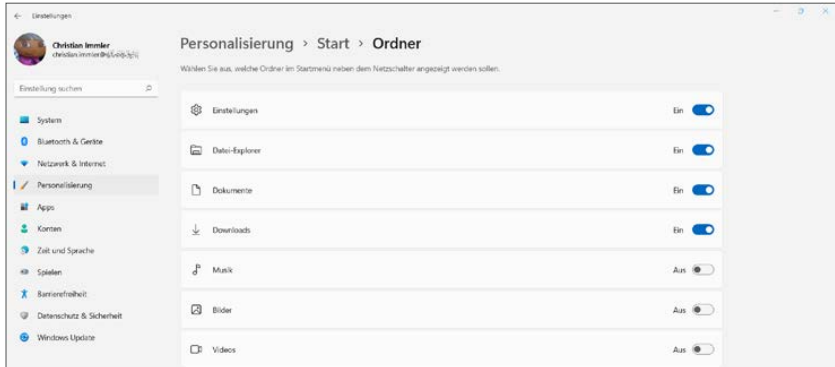 Einstellungen
Christian Immler
Personalisierung > Start > Ordner
Wählen Sie aus, welche Ordner im Startmenü neben dem Netzschalter angezeigt werden sollen.
Einstellung suchen
System
Bluetooth & Geräte
Netzwerk & Internet
Personalisierung
Apps
Konten
Zeit und Sprache
Spielen
Barrierefreiheit
Datenschutz & Sicherheit
Windows Update
Einstellungen Ein
Datei-Explorer Ein
Dokumente Ein
Downloads Ein
Musik Aus
Bilder Aus
Videos Aus